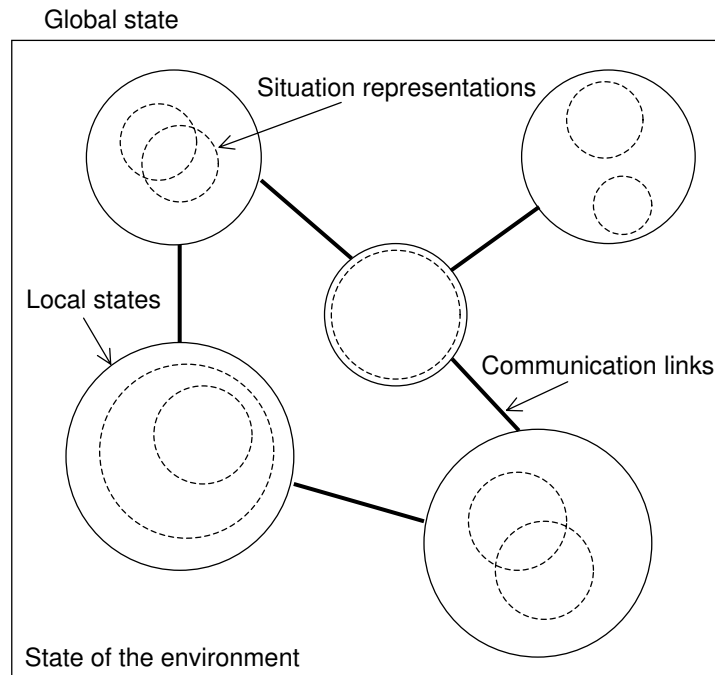 Global state
Situation representations
Local states
Communication links
State of the environment